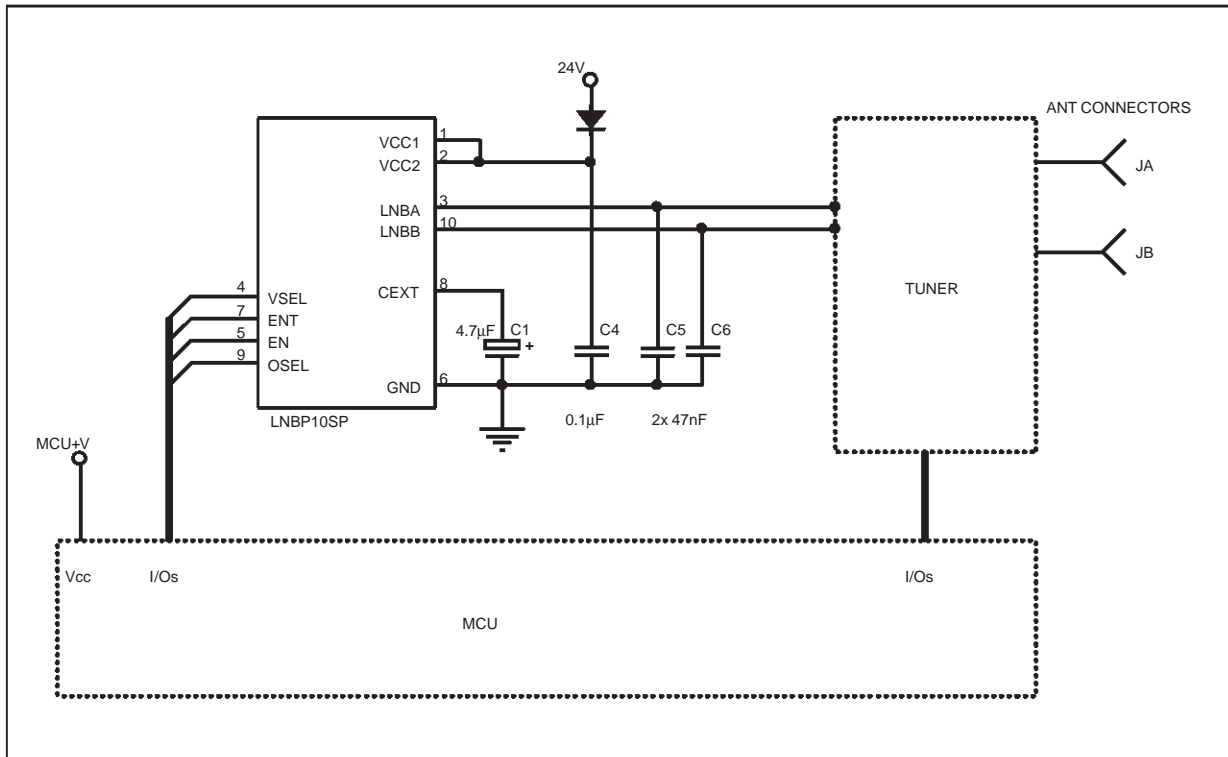 24V
ANT CONNECTORS
VCC1
1
VCC2
2
JA
LNBA
3
LNBB
10
JB
TUNER
CEXT
8
4
VSEL
7
ENT
5
EN
9
OSEL
4.7μF
C1
+
C4
C5
C6
GND
6
LNBP10SP
0.1μF
2x 47nF
MCU+V
Vcc
I/Os
I/Os
MCU